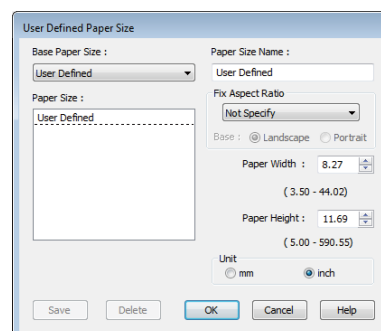 User Defined Paper Size
Base Paper Size :
User Defined
Paper Size :
User Defined
Paper Size Name :
User Defined
Fix Aspect Ratio
Not Specify
Base : Landscape Portrait
Paper Width : 8.27
( 3.50 - 44.02)
Paper Height : 11.69
( 5.00 - 590.55)
Unit
mm inch
Save Delete OK Cancel Help